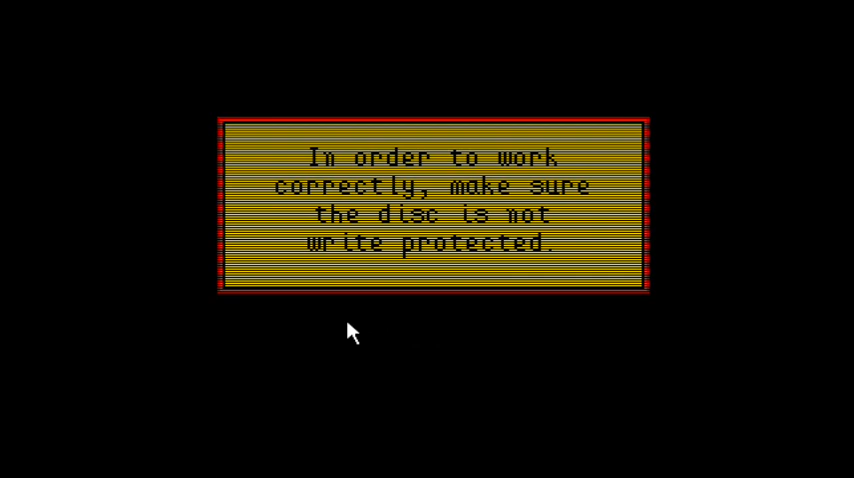 In order to work
correctly, make sure
the disc is not
write protected.